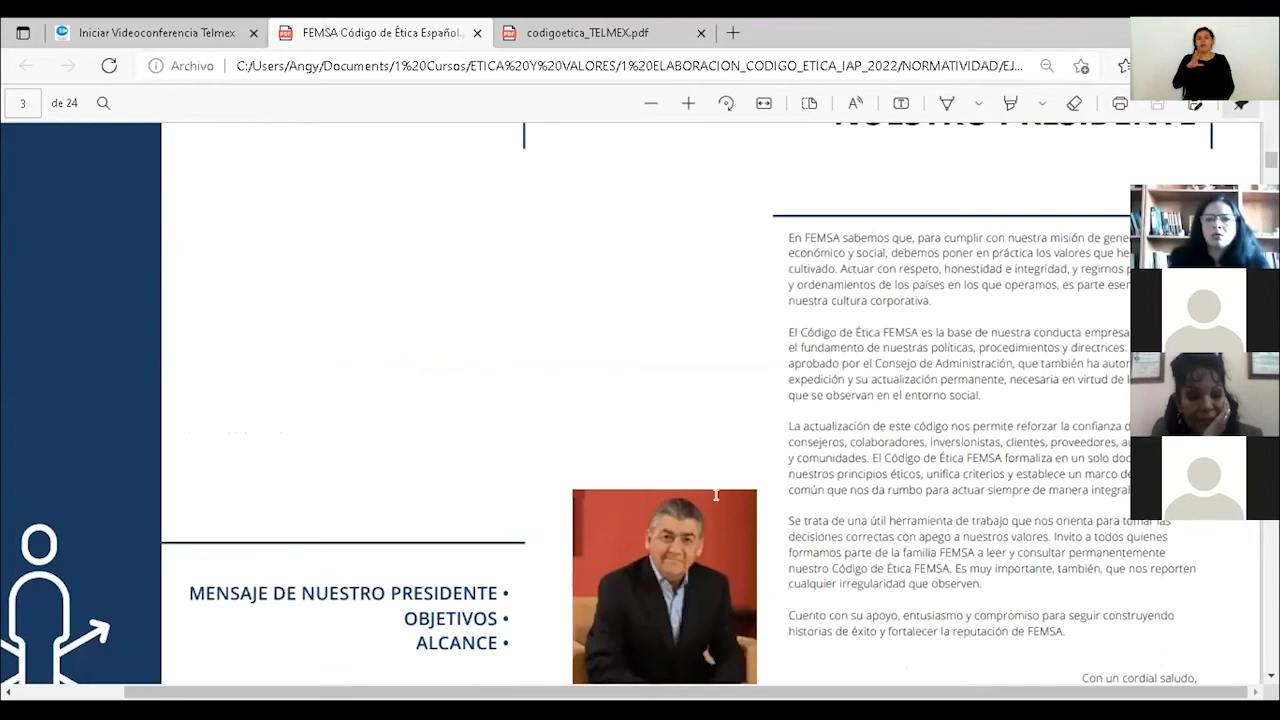 Iniciar Videoconferencia Telmex
FEMSA Código de Ética Español.
codigoetica_TELMEX.pdf
Archivo
C:/Users/Angy/Documents/1%20Cursos/ETICA%20Y%20VALORES/1%20ELABORACION_CODIGO_ETICA_IAP_2022/NORMATIVIDAD/EJ...
3
de 24
NUESTRO PRESIDENTE
En FEMSA sabemos que, para cumplir con nuestra misión de gene
económico y social, debemos poner en práctica los valores que he
cultivado. Actuar con respeto, honestidad e integridad, y regirnos p
y ordenamientos de los países en los que operamos, es parte esen
nuestra cultura corporativa.
El Código de Ética FEMSA es la base de nuestra conducta empresa
el fundamento de nuestras políticas, procedimientos y directrices.
aprobado por el Consejo de Administración, que también ha autor
expedición y su actualización permanente, necesaria en virtud de l
que se observan en el entorno social.
La actualización de este código nos permite reforzar la confianza d
consejeros, colaboradores, inversionistas, clientes, proveedores, au
y comunidades. El Código de Ética FEMSA formaliza en un solo doc
nuestros principios éticos, unifica criterios y establece un marco de
común que nos da rumbo para actuar siempre de manera integral
Se trata de una útil herramienta de trabajo que nos orienta para tomar las
decisiones correctas con apego a nuestros valores. Invito a todos quienes
formamos parte de la familia FEMSA a leer y consultar permanentemente
nuestro Código de Ética FEMSA. Es muy importante, también, que nos reporten
cualquier irregularidad que observen.
Cuento con su apoyo, entusiasmo y compromiso para seguir construyendo
historias de éxito y fortalecer la reputación de FEMSA.
Con un cordial saludo,
MENSAJE DE NUESTRO PRESIDENTE •
OBJETIVOS •
ALCANCE •